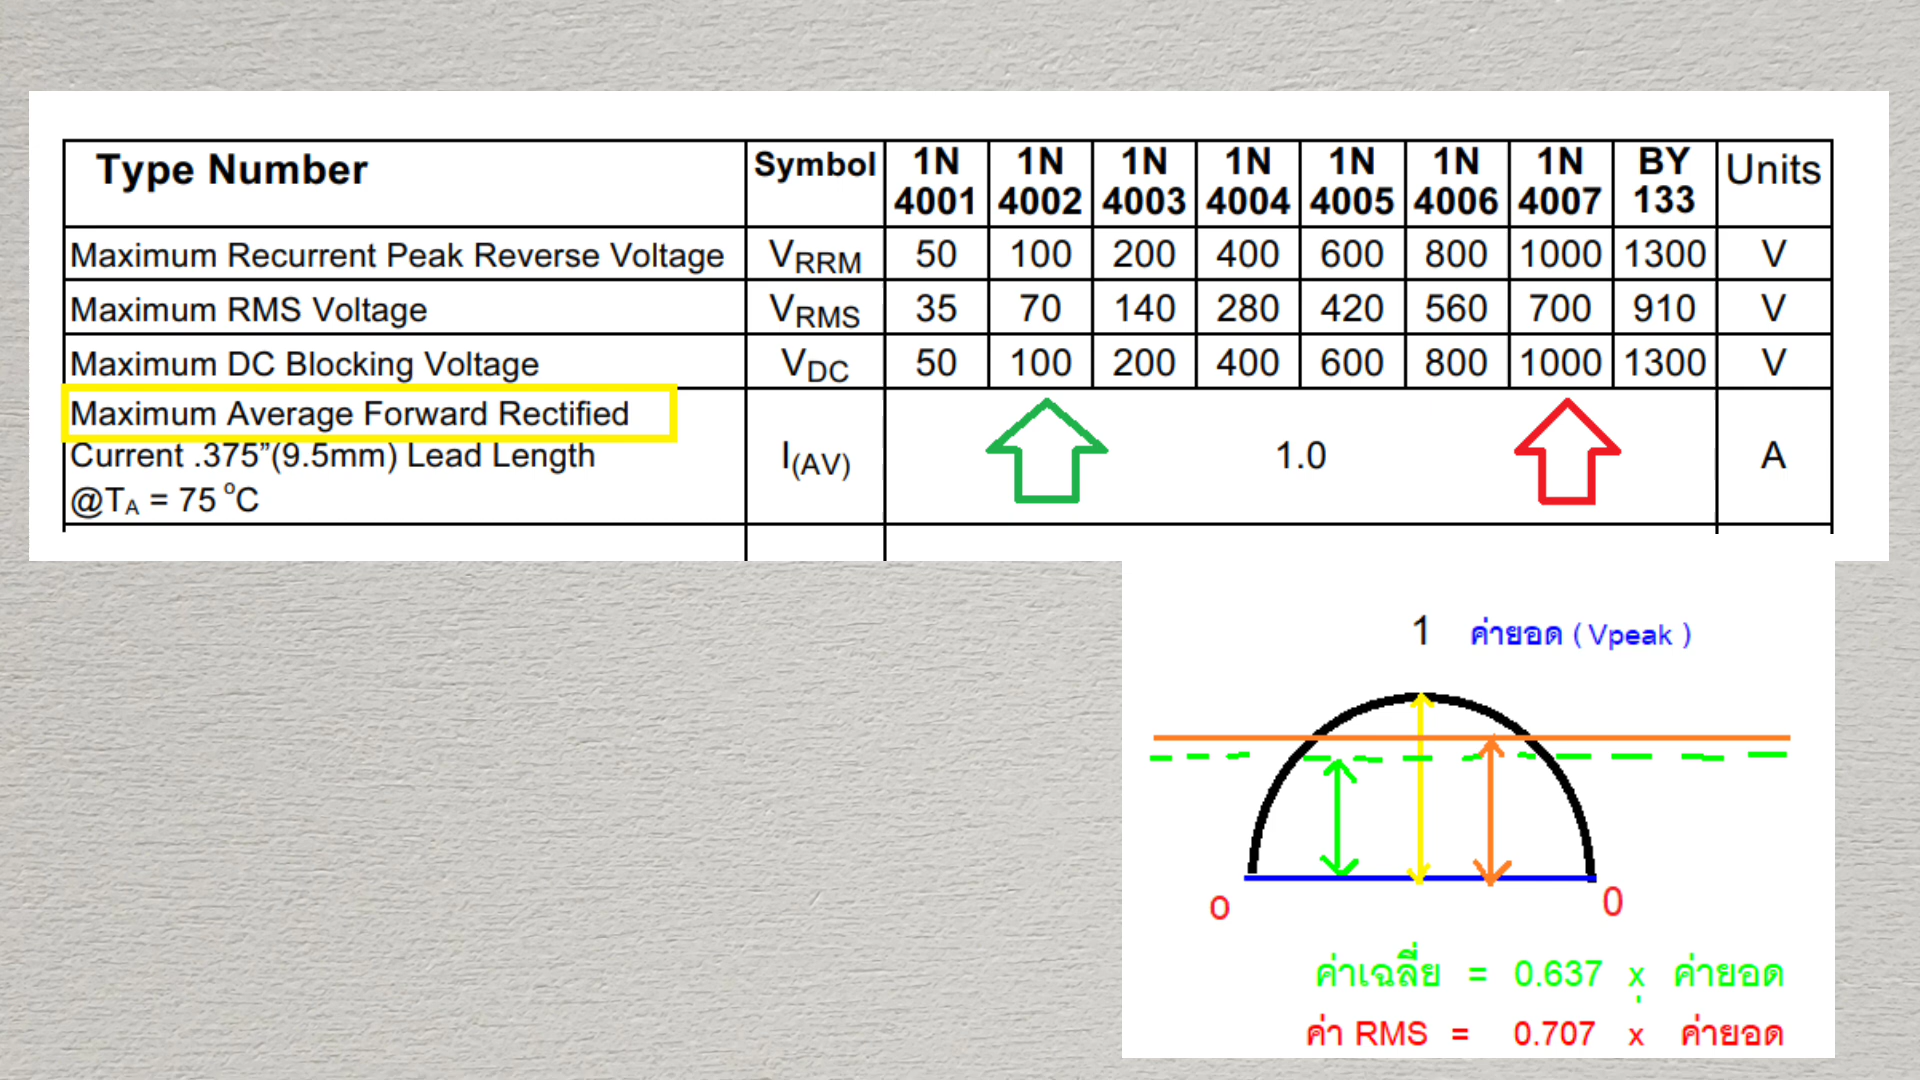 Type Number Symbol 1N 4001 1N 4002 1N 4003 1N 4004 1N 4005 1N 4006 1N 4007 BY 133 Units
Maximum Recurrent Peak Reverse Voltage VRRM 50 100 200 400 600 800 1000 1300 V
Maximum RMS Voltage VRMS 35 70 140 280 420 560 700 910 V
Maximum DC Blocking Voltage VDC 50 100 200 400 600 800 1000 1300 V
Maximum Average Forward Rectified
Current .375”(9.5mm) Lead Length I(AV) 1.0 A
@TA = 75 °C
1 ค่ายอด ( Vpeak )
0 0
ค่าเฉลี่ย = 0.637 x ค่ายอด
ค่า RMS = 0.707 x ค่ายอด